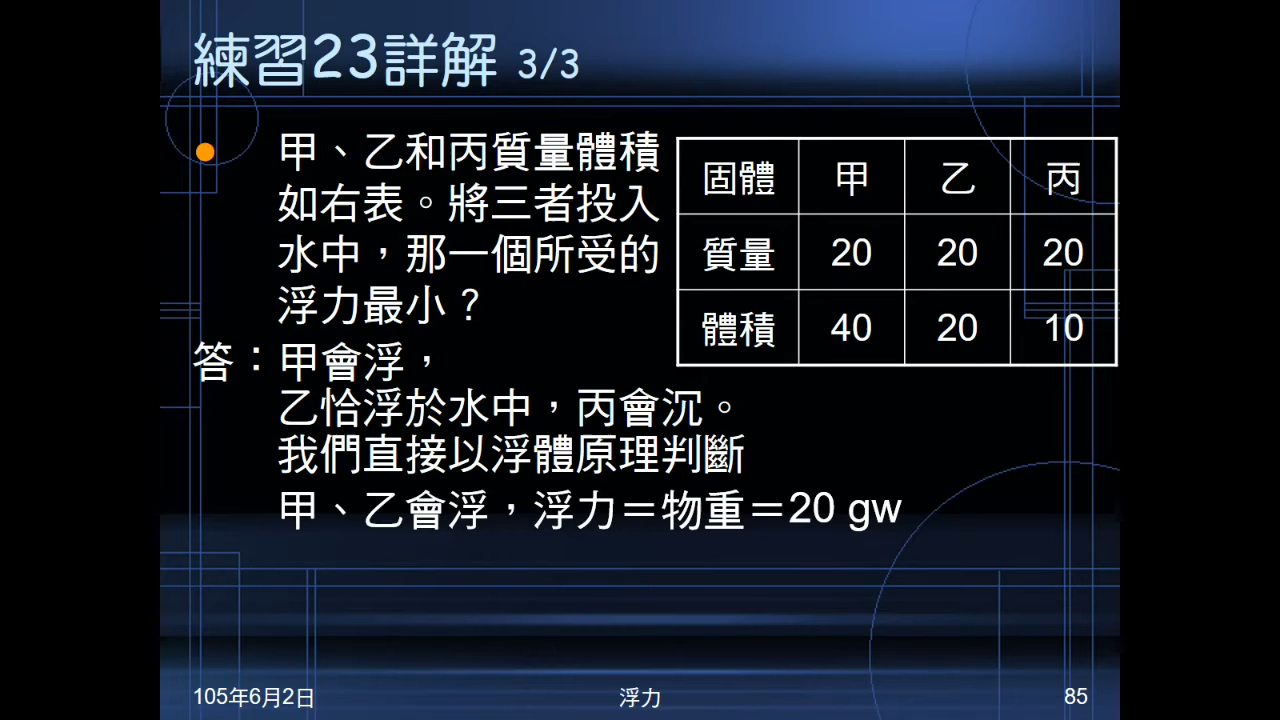 練習23詳解 3/3
甲、乙和丙質量體積
如右表。將三者投入
水中，那一個所受的
浮力最小？
固體 甲 乙 丙
質量 20 20 20
體積 40 20 10
答：甲會浮，
乙恰浮於水中，丙會沉。
我們直接以浮體原理判斷
甲、乙會浮，浮力＝物重＝20 gw
105年6月2日 浮力 85